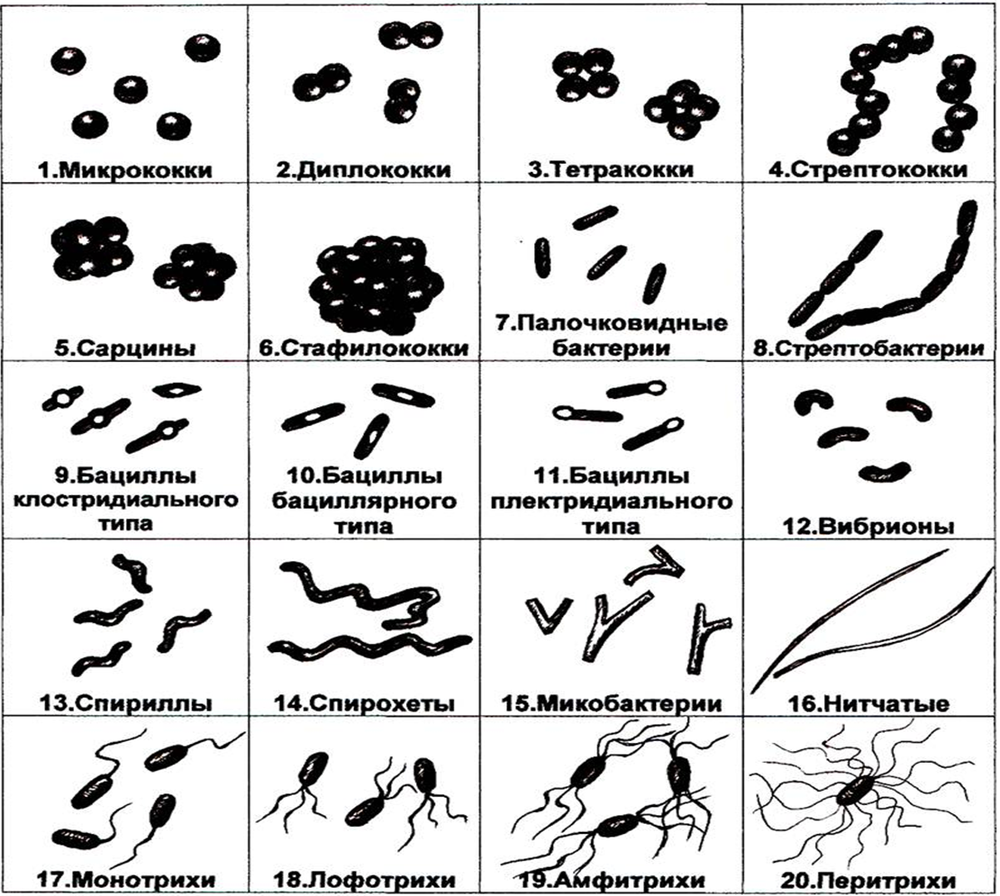 1.Микрококки
2.Диплококки
3.Тетракокки
4.Стрептококки
5.Сарцины
6.Стафилококки
7.Палочковидные
бактерии
8.Стрептобактерии
9.Бациллы
клостридиального
типа
10.Бациллы
бациллярного
типа
11.Бациллы
плектридиального
типа
12.Вибрионы
13.Спириллы
14.Спирохеты
15.Микобактерии
16.Нитчатые
17.Монотрихи
18.Лофотрихи
19.Амфитрихи
20.Перитрихи